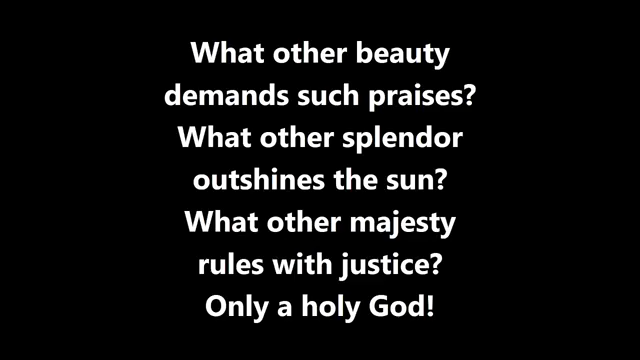 What other beauty
demands such praises?
What other splendor
outshines the sun?
What other majesty
rules with justice?
Only a holy God!